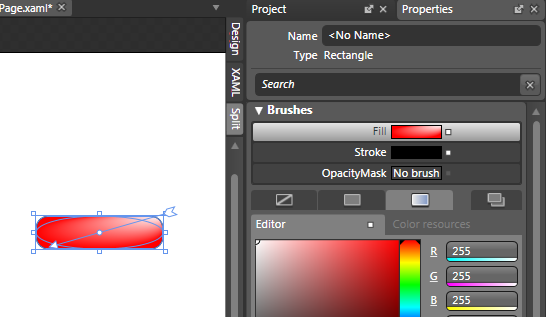 Page.xaml*
Project
Properties
Design
XAML
Split
Name <No Name>
Type Rectangle
Search
Brushes
Fill
Stroke
OpacityMask No brush
Editor
Color resources
R 255
G 255
B 255